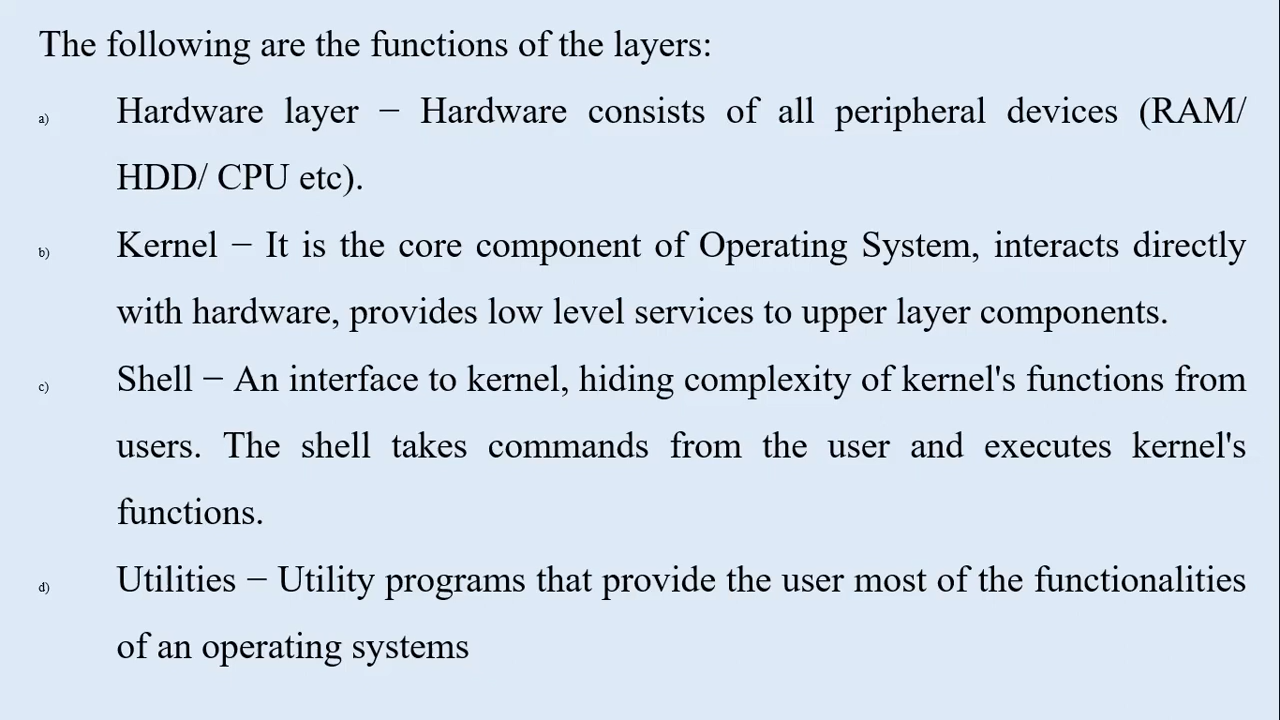 The following are the functions of the layers:
a) Hardware layer − Hardware consists of all peripheral devices (RAM/
HDD/ CPU etc).
b) Kernel − It is the core component of Operating System, interacts directly
with hardware, provides low level services to upper layer components.
c) Shell − An interface to kernel, hiding complexity of kernel's functions from
users. The shell takes commands from the user and executes kernel's
functions.
d) Utilities − Utility programs that provide the user most of the functionalities
of an operating systems